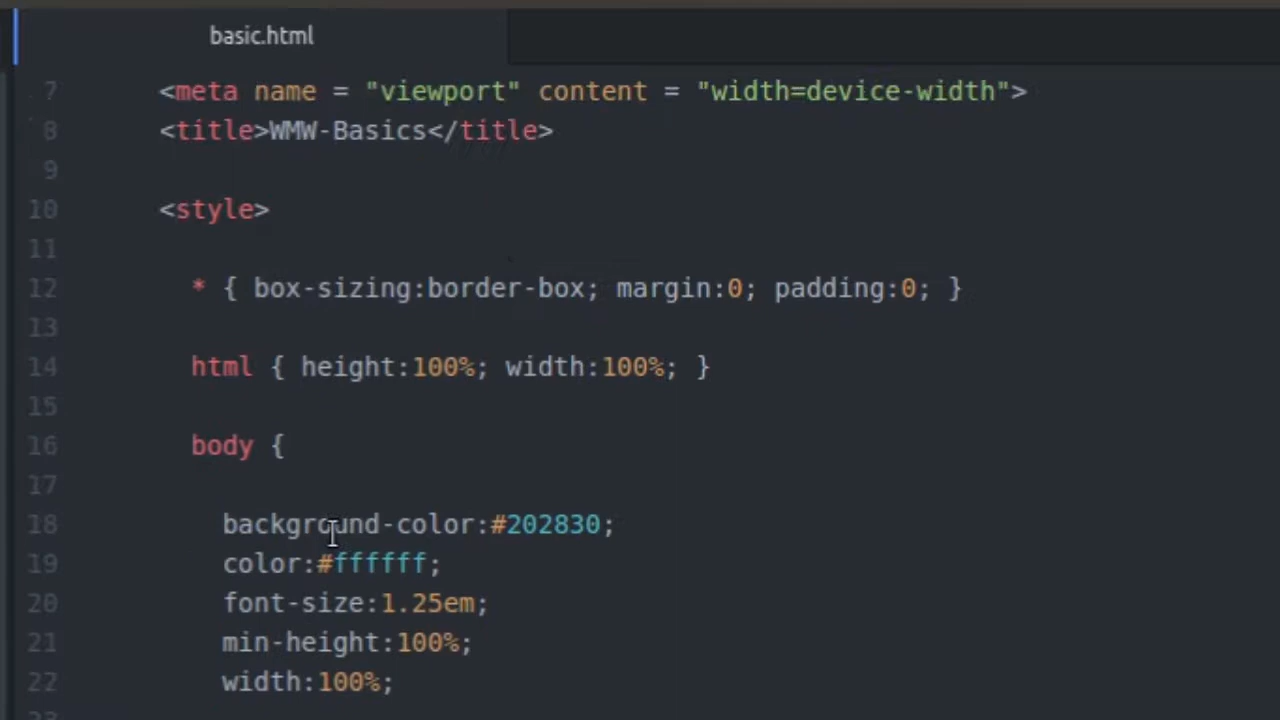 basic.html
7 <meta name = "viewport" content = "width=device-width">
8 <title>WMW-Basics</title>
9
10 <style>
11
12 * { box-sizing:border-box; margin:0; padding:0; }
13
14 html { height:100%; width:100%; }
15
16 body {
17
18 background-color:#202830;
19 color:#ffffff;
20 font-size:1.25em;
21 min-height:100%;
22 width:100%;
23